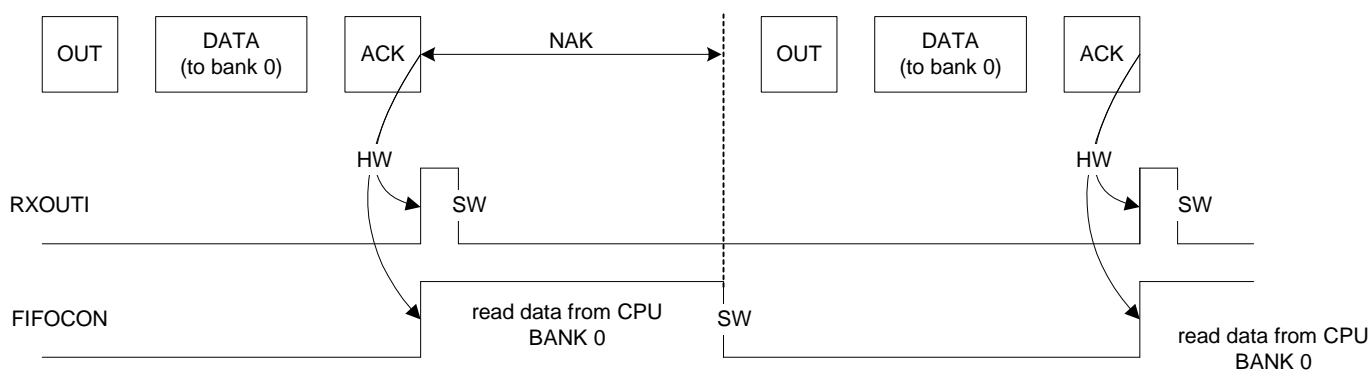 OUT
DATA
(to bank 0)
ACK
NAK
OUT
DATA
(to bank 0)
ACK
HW
HW
RXOUTI
SW
SW
FIFOCON
read data from CPU
BANK 0
SW
read data from CPU
BANK 0